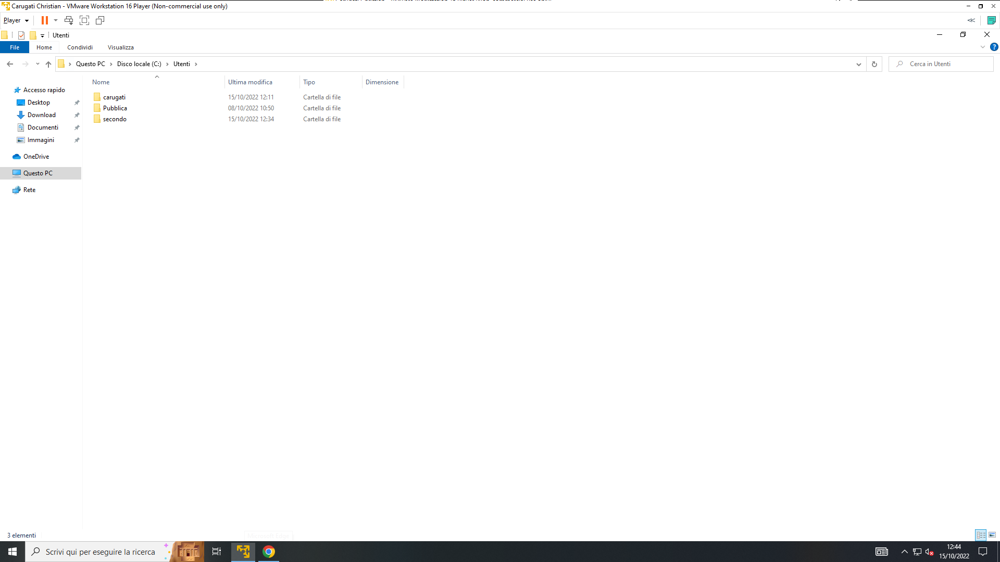 Carugati Christian - VMware Workstation 16 Player (Non-commercial use only)
Player
Utenti
File Home Condividi Visualizza
Questo PC Disco locale (C:) Utenti
Cerca in Utenti
Nome Ultima modifica Tipo Dimensione
carugati 15/10/2022 12:11 Cartella di file
Pubblica 08/10/2022 10:50 Cartella di file
secondo 15/10/2022 12:34 Cartella di file
Accesso rapido
Desktop
Download
Documenti
Immagini
OneDrive
Questo PC
Rete
3 elementi
Microsoft Edge
Scrivi qui per eseguire la ricerca
12:44
15/10/2022